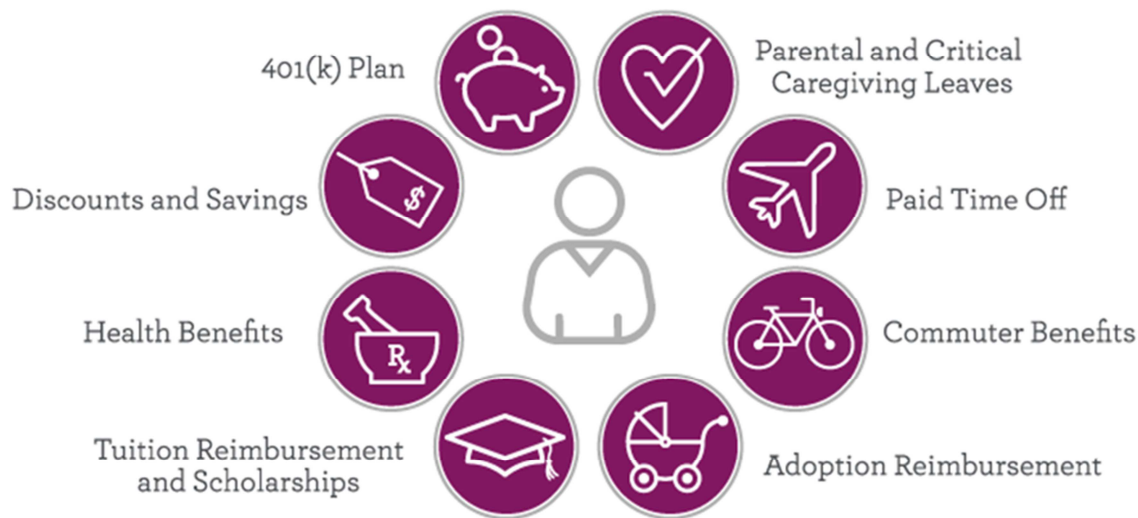 401(k) Plan
Parental and Critical
Caregiving Leaves
Discounts and Savings
$
Paid Time Off
Health Benefits
Rx
Commuter Benefits
Tuition Reimbursement
and Scholarships
Adoption Reimbursement